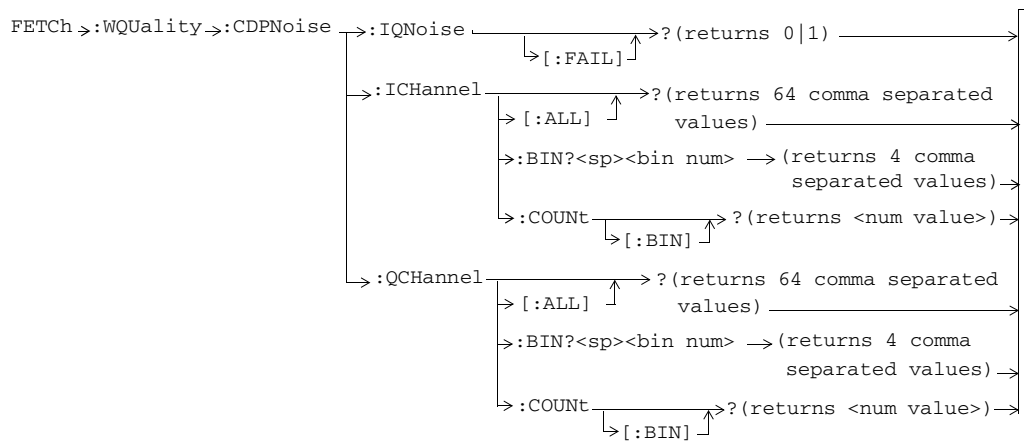 FETCh :WQUality :CDPNoise :IQNoise ?(returns 0|1)
[:FAIL]
:ICHannel ?(returns 64 comma separated
[:ALL] values)
:BIN?<sp><bin num> (returns 4 comma
separated values)
:COUNt ?(returns <num value>)
[:BIN]
:QCHannel ?(returns 64 comma separated
[:ALL] values)
:BIN?<sp><bin num> (returns 4 comma
separated values)
:COUNt ?(returns <num value>)
[:BIN]